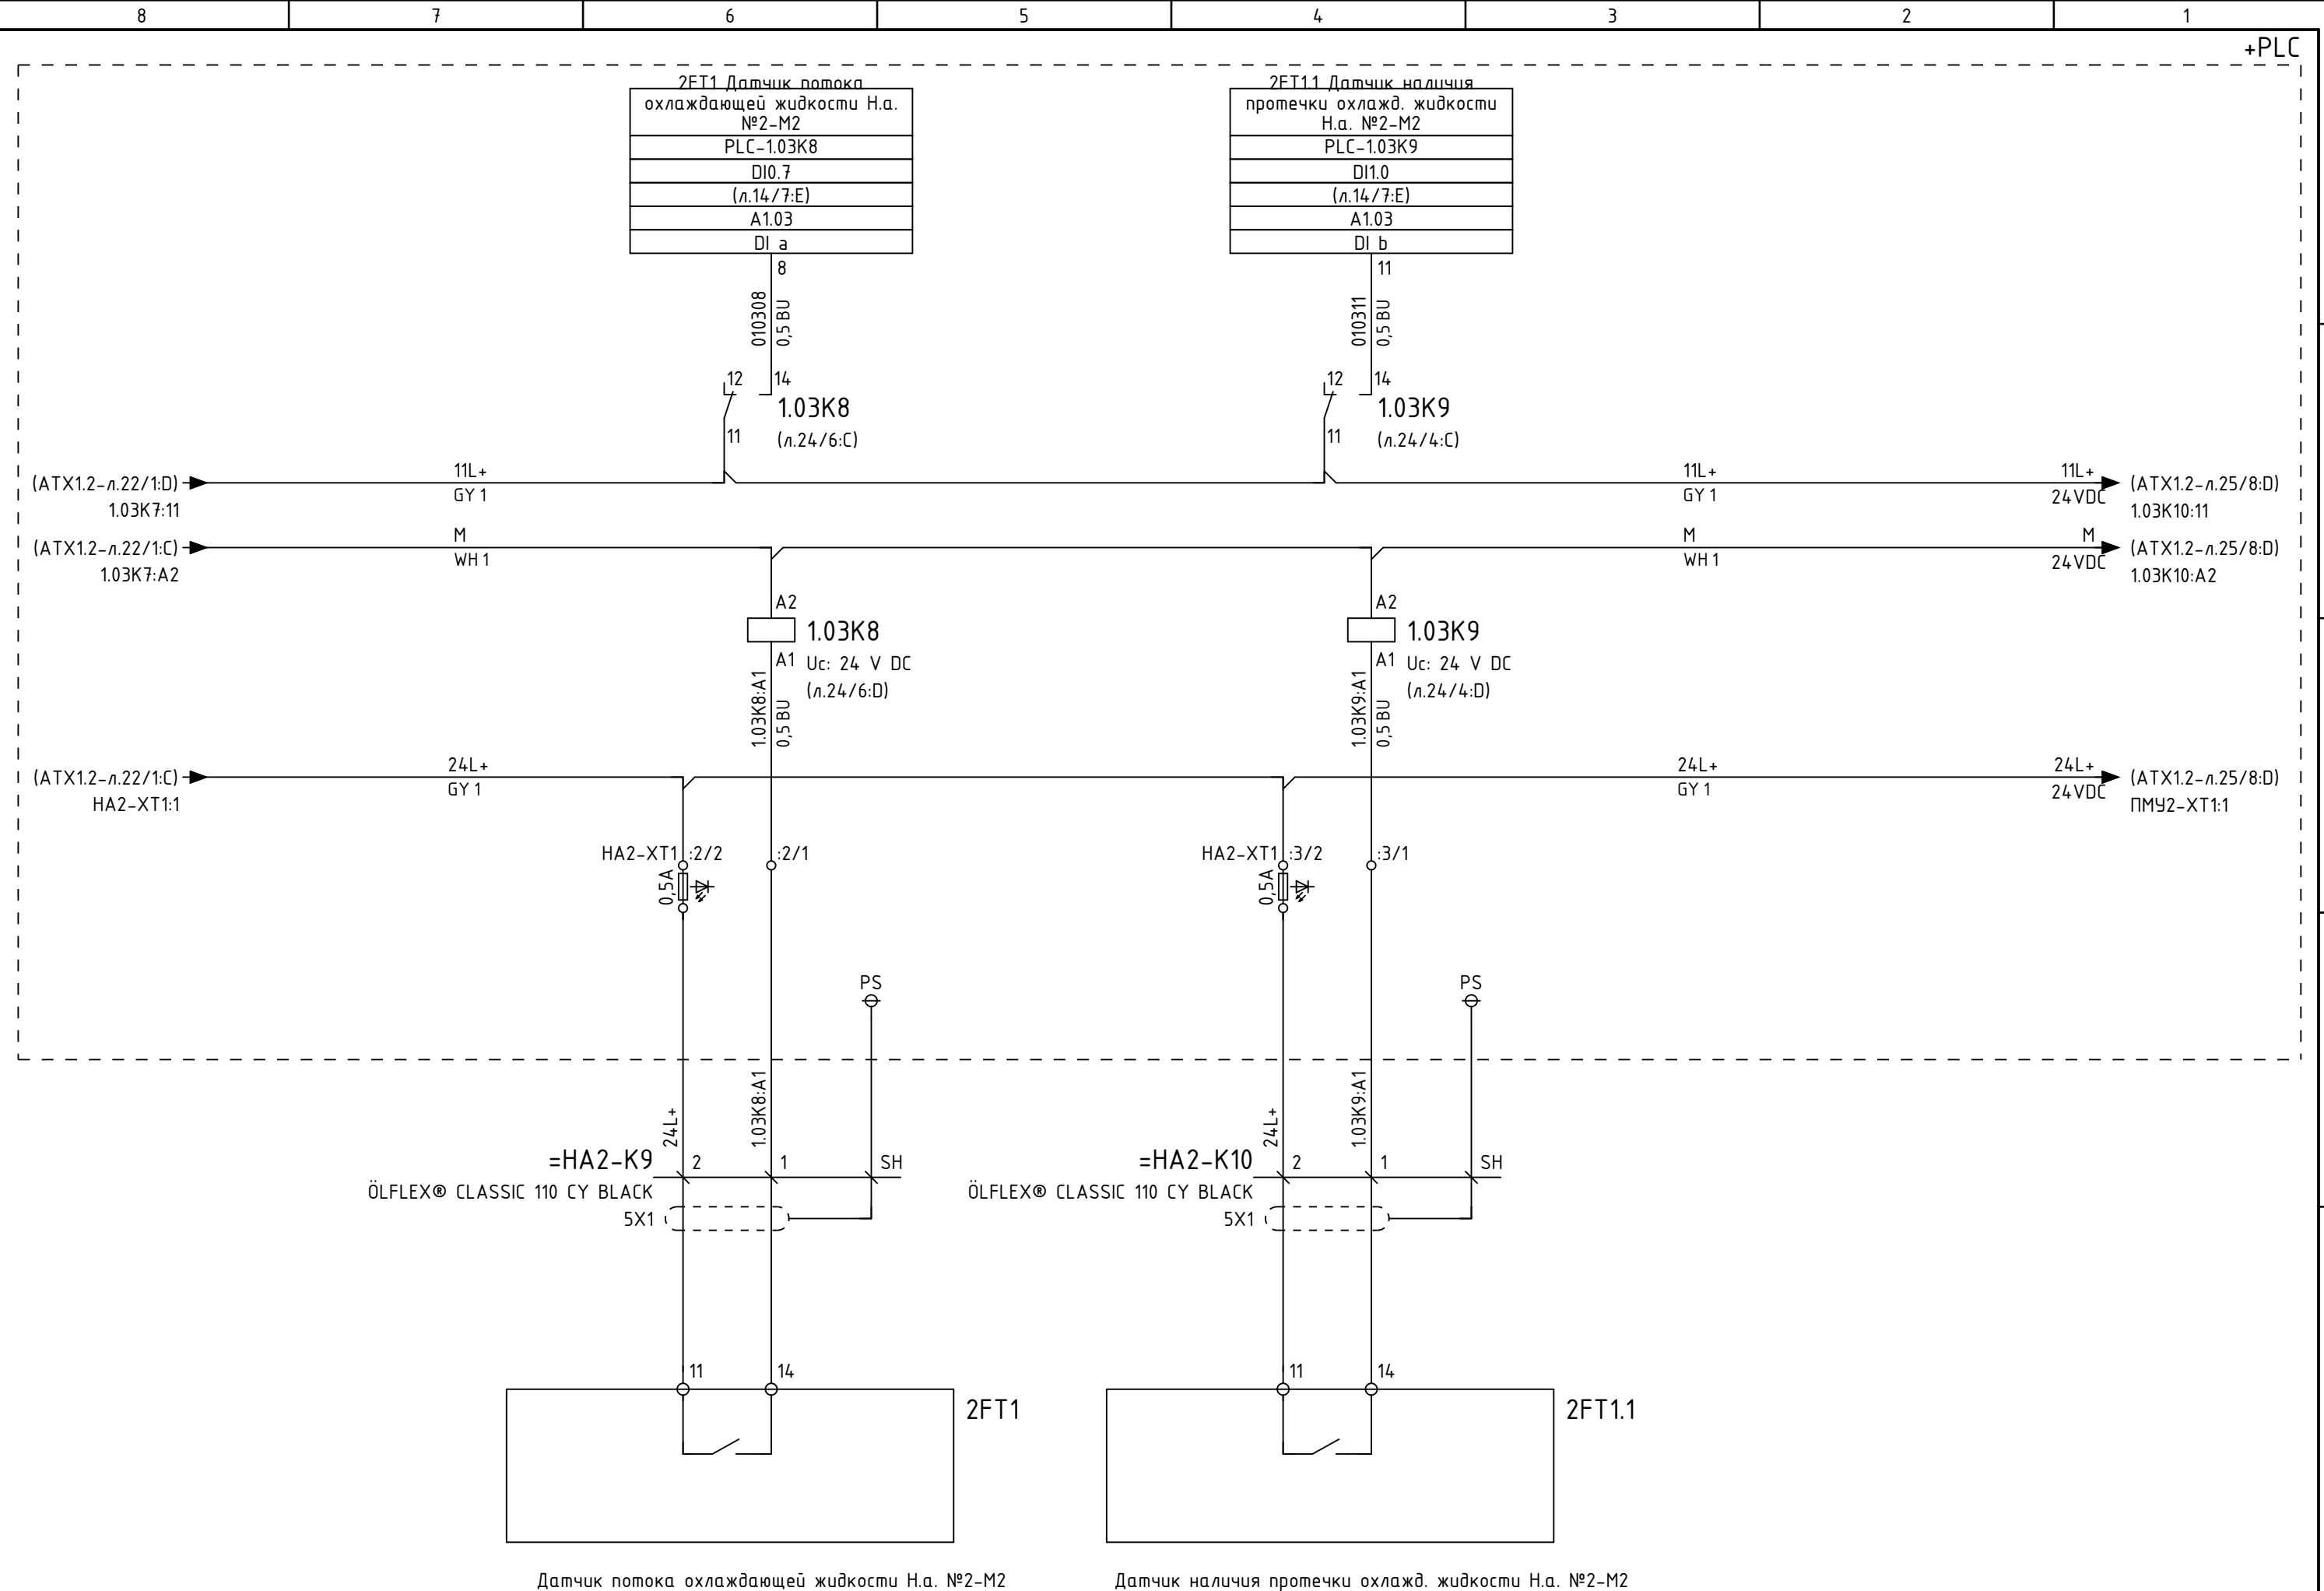 8 7 6 5 4 3 2 1
+PLC
2FT1 Датчик потока
охлаждающей жидкости Н.а.
№2-М2
PLC-1.03K8
DI0.7
(л.14/7:E)
A1.03
DI a
8
010308
0,5 BU
2FT1.1 Датчик наличия
протечки охлажд. жидкости
Н.а. №2-М2
PLC-1.03K9
DI1.0
(л.14/7:E)
A1.03
DI b
11
010311
0,5 BU
12 14
1.03K8
11 (л.24/6:C)
12 14
1.03K9
11 (л.24/4:C)
(ATX1.2-л.22/1:D)
1.03K7:11
11L+
GY 1
11L+
GY 1
11L+
24VDC
(ATX1.2-л.25/8:D)
1.03K10:11
(ATX1.2-л.22/1:C)
1.03K7:A2
M
WH 1
M
WH 1
M
24VDC
(ATX1.2-л.25/8:D)
1.03K10:A2
A2
1.03K8
A1 Uc: 24 V DC
(л.24/6:D)
1.03K8:A1
0,5 BU
A2
1.03K9
A1 Uc: 24 V DC
(л.24/4:D)
1.03K9:A1
0,5 BU
(ATX1.2-л.22/1:C)
HA2-XT1:1
24L+
GY 1
24L+
GY 1
24L+
24VDC
(ATX1.2-л.25/8:D)
ПМУ2-XT1:1
HA2-XT1 :2/2 :2/1
0,5A
HA2-XT1 :3/2 :3/1
0,5A
PS
PS
24L+
1.03K8:A1
=HA2-K9 2 1 SH
ÖLFLEX® CLASSIC 110 CY BLACK
5X1
24L+
1.03K9:A1
=HA2-K10 2 1 SH
ÖLFLEX® CLASSIC 110 CY BLACK
5X1
11 14
2FT1
11 14
2FT1.1
Датчик потока охлаждающей жидкости Н.а. №2-М2
Датчик наличия протечки охлажд. жидкости Н.а. №2-М2